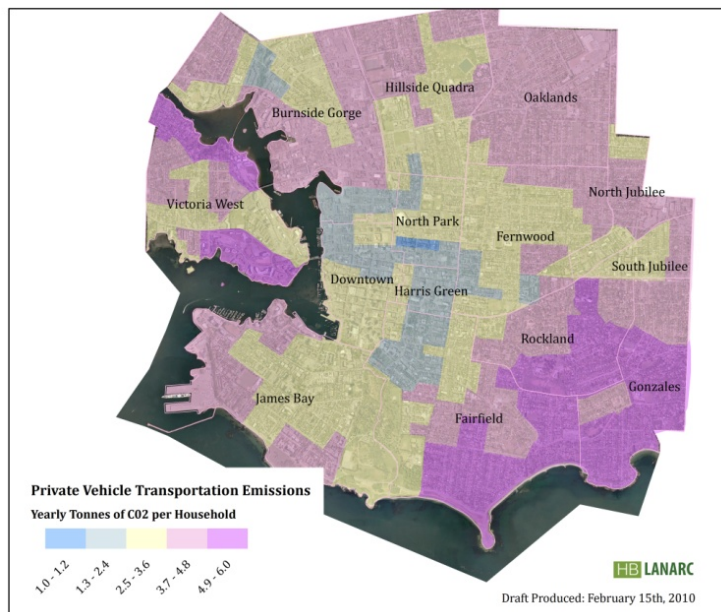 Hillside Quadra
Oaklands
Burnside Gorge
North Jubilee
Victoria West
North Park
Fernwood
South Jubilee
Downtown
Harris Green
Rockland
Gonzales
James Bay
Fairfield
Private Vehicle Transportation Emissions
Yearly Tonnes of C02 per Household
1.0 - 1.2
1.3 - 2.4
2.5 - 3.6
3.7 - 4.8
4.9 - 6.0
HB LANARC
Draft Produced: February 15th, 2010